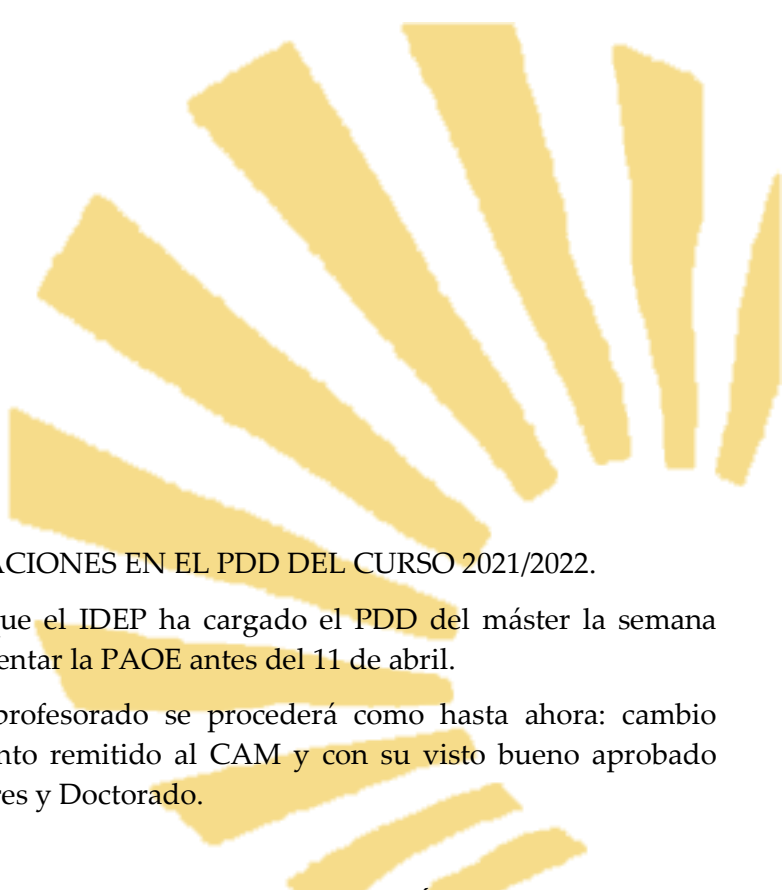 ACIONES EN EL PDD DEL CURSO 2021/2022.
que el IDEP ha cargado el PDD del máster la semana
entar la PAOE antes del 11 de abril.
profesorado se procederá como hasta ahora: cambio
nto remitido al CAM y con su visto bueno aprobado
res y Doctorado.